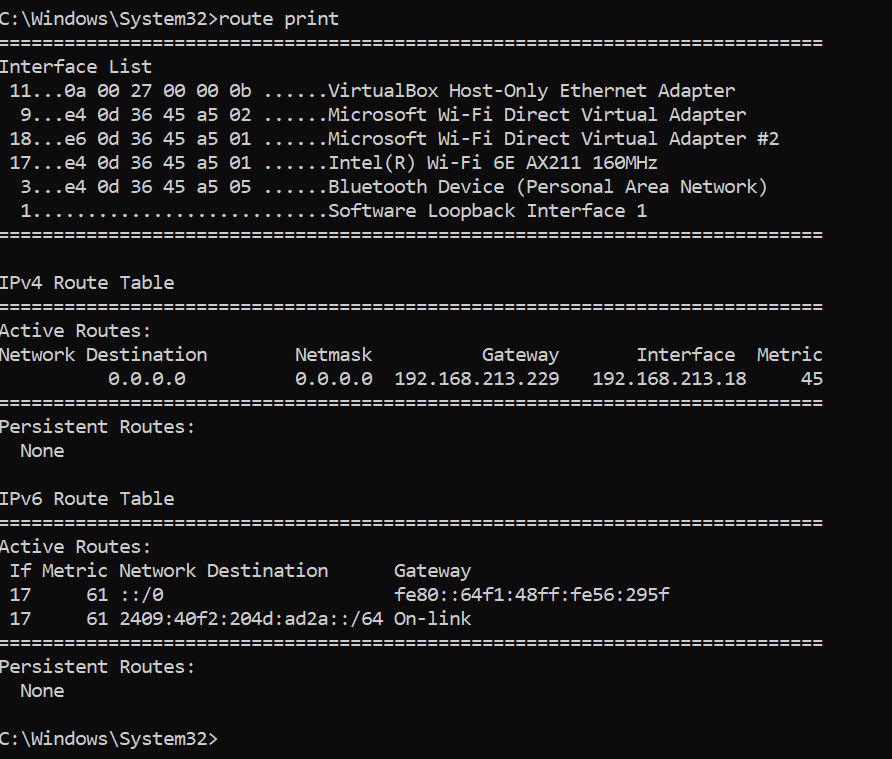 C:\Windows\System32>route print
===========================================================================
Interface List
 11...0a 00 27 00 00 0b ......VirtualBox Host-Only Ethernet Adapter
  9...e4 0d 36 45 a5 02 ......Microsoft Wi-Fi Direct Virtual Adapter
 18...e6 0d 36 45 a5 01 ......Microsoft Wi-Fi Direct Virtual Adapter #2
 17...e4 0d 36 45 a5 01 ......Intel(R) Wi-Fi 6E AX211 160MHz
  3...e4 0d 36 45 a5 05 ......Bluetooth Device (Personal Area Network)
  1...........................Software Loopback Interface 1
===========================================================================

IPv4 Route Table
===========================================================================
Active Routes:
Network Destination        Netmask          Gateway       Interface  Metric
          0.0.0.0          0.0.0.0  192.168.213.229   192.168.213.18     45
===========================================================================
Persistent Routes:
  None

IPv6 Route Table
===========================================================================
Active Routes:
 If Metric Network Destination      Gateway
 17     61 ::/0                     fe80::64f1:48ff:fe56:295f
 17     61 2409:40f2:204d:ad2a::/64 On-link
===========================================================================
Persistent Routes:
  None

C:\Windows\System32>